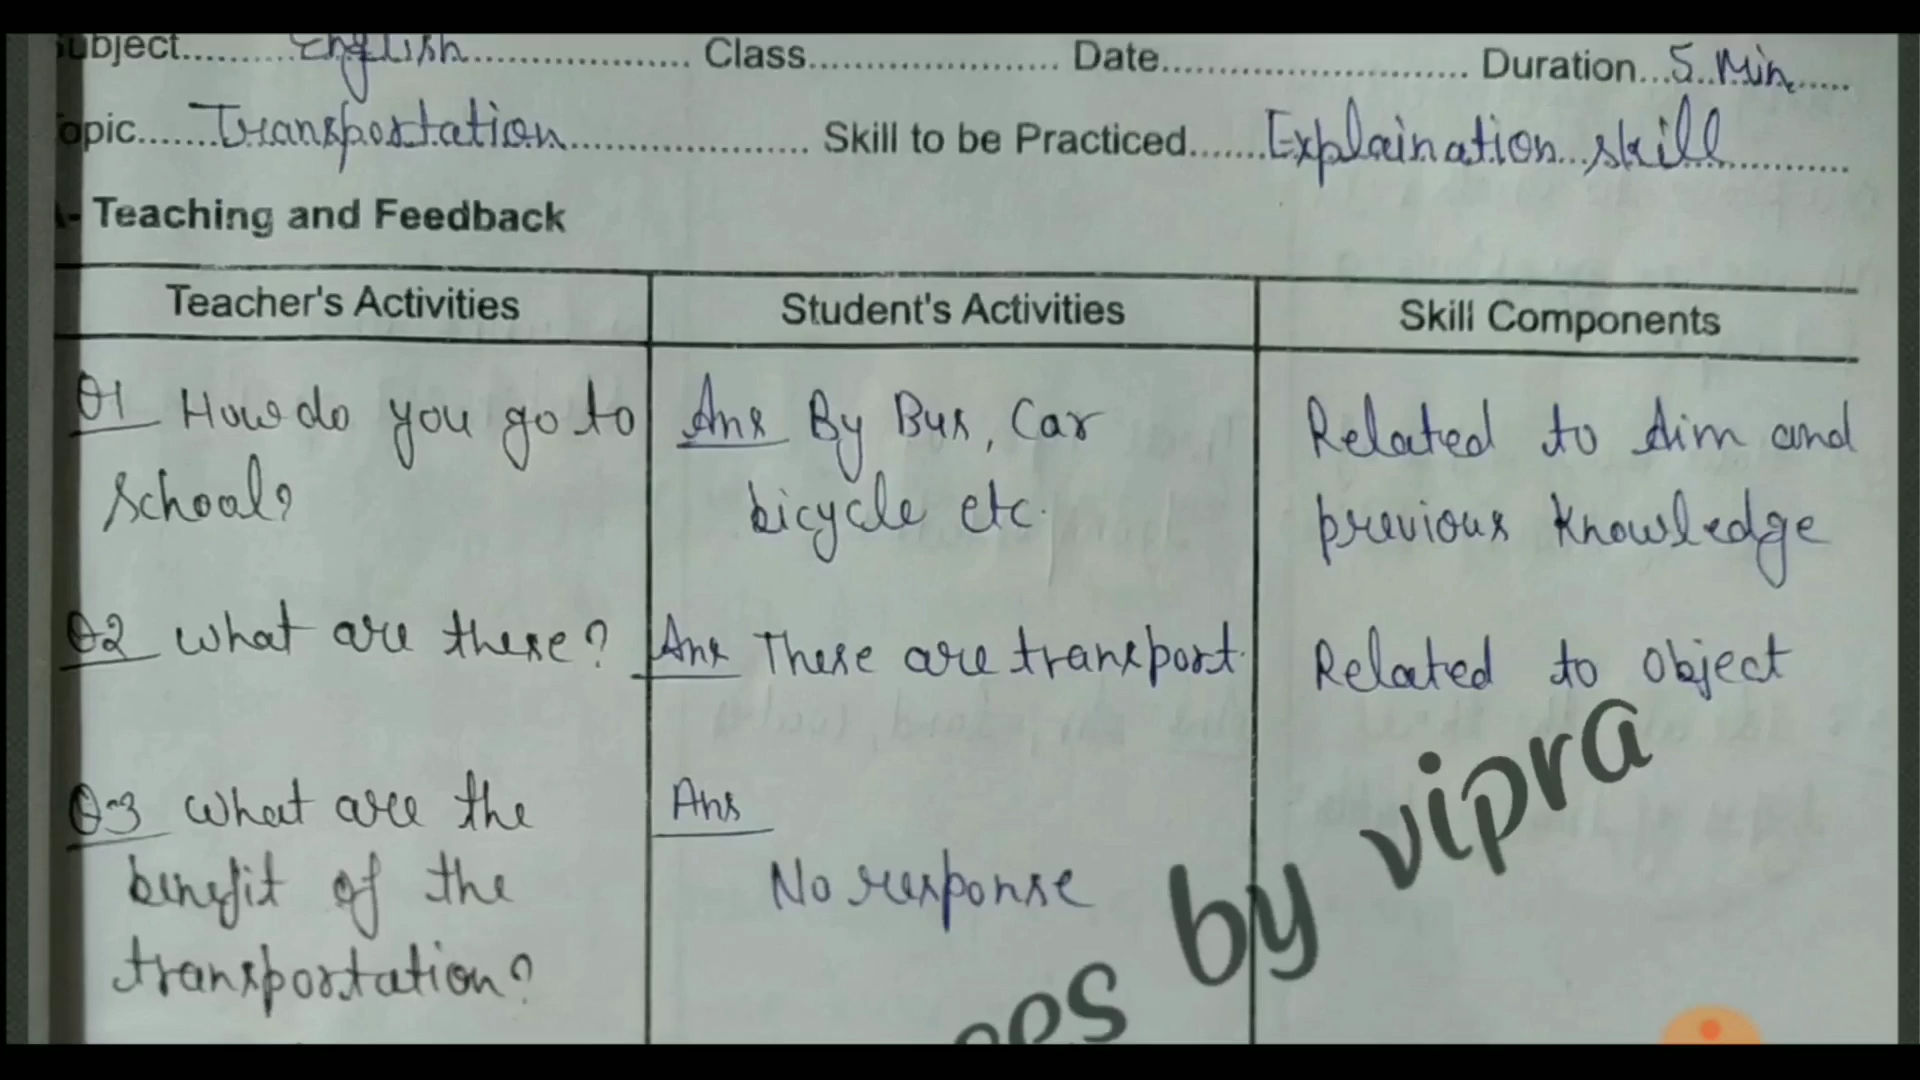 Subject.......... English .................... Class...................... Date........................... Duration...5 Min.....
Topic....... Transportation ..................... Skill to be Practiced....... Explaination skill ...........
A- Teaching and Feedback
Teacher's Activities Student's Activities Skill Components
Q1 How do you go to Ans By Bus, Car Related to Aim and
School? bicycle etc. previous knowledge
Q2 What are these? Ans These are transport. Related to Object
Q-3 What are the Ans
benefit of the No response
transportation?
by vipra